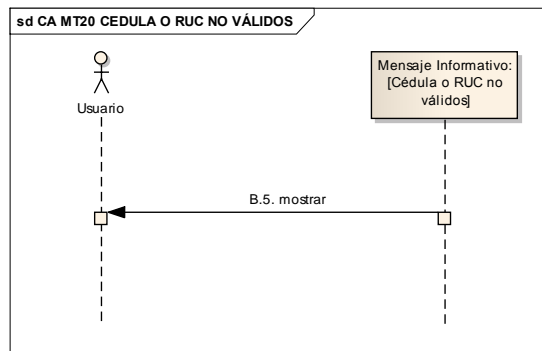 sd CA MT20 CEDULA O RUC NO VÁLIDOS
Usuario
Mensaje Informativo:
[Cédula o RUC no
válidos]
B.5. mostrar